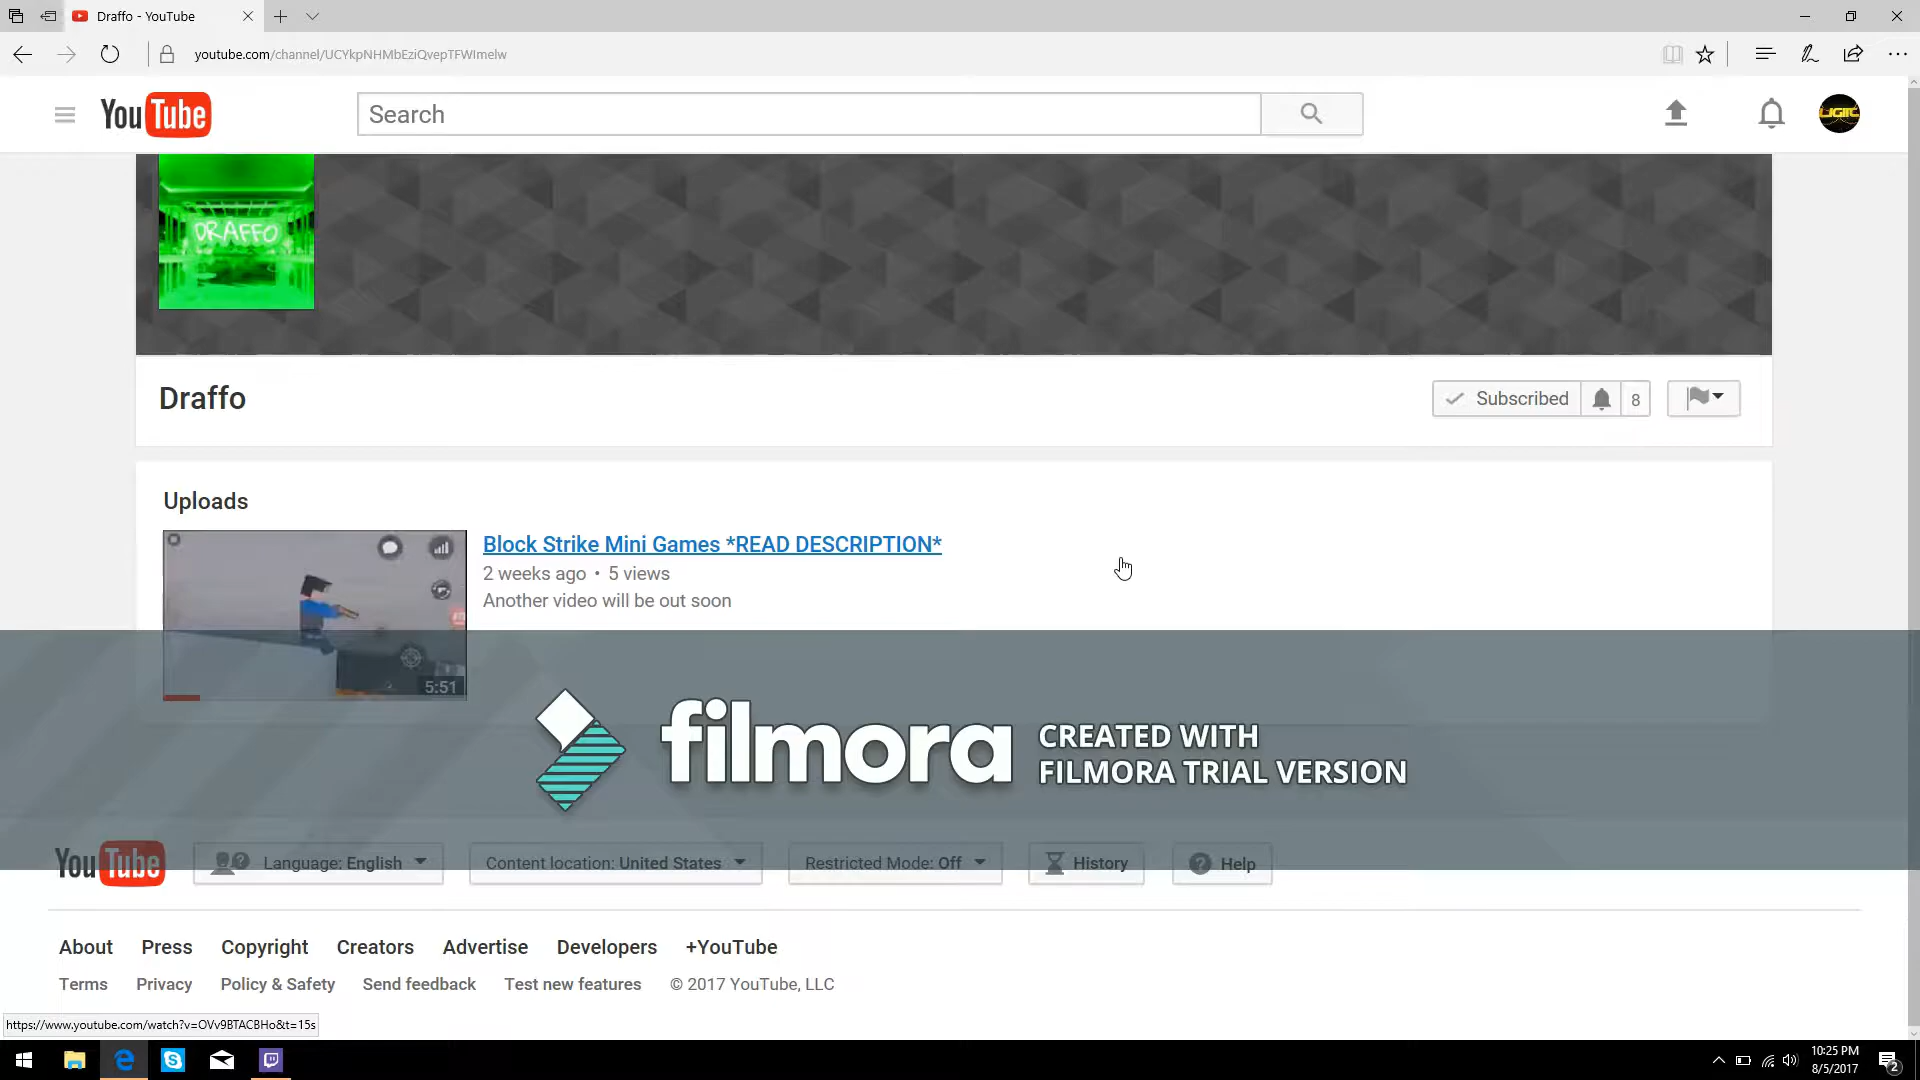 Draffo - YouTube
youtube.com/channel/UCYkpNHMbEziQvepTFWImelw
YouTube
Search
DRAFFO
Draffo
Subscribed 8
Uploads
Block Strike Mini Games *READ DESCRIPTION*
2 weeks ago • 5 views
Another video will be out soon
5:51
filmora CREATED WITH
FILMORA TRIAL VERSION
YouTube Language: English Content location: United States Restricted Mode: Off History Help
About Press Copyright Creators Advertise Developers +YouTube
Terms Privacy Policy & Safety Send feedback Test new features © 2017 YouTube, LLC
https://www.youtube.com/watch?v=OVv9BTACBHo&t=15s
10:25 PM
8/5/2017
2